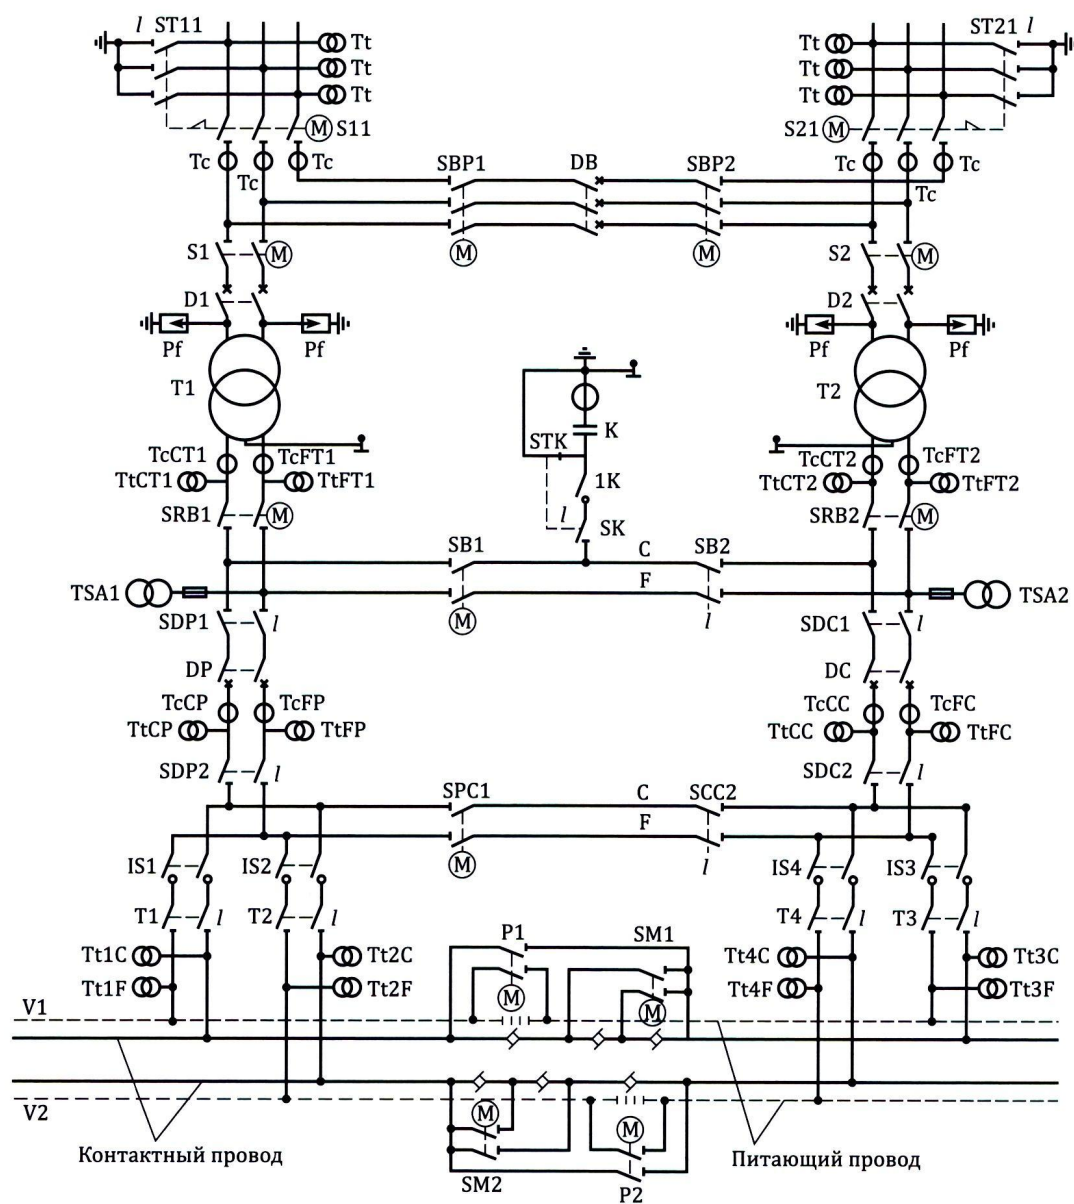 l ST11 Tt Tt ST21 l
Tt Tt
Tt Tt
M S11 S21 M
Tc Tc SBP1 DB SBP2 Tc Tc
Tc Tc
S1 M M M S2 M
D1 D2
Pf Pf Pf Pf
T1 T2
STK K
TcCT1 TcFT1 TcCT2 TcFT2
TtCT1 TtFT1 1K TtCT2 TtFT2
SRB1 M l SK SRB2 M
SB1 C SB2
TSA1 F TSA2
SDP1 l M l SDC1 l
DP DC
TcCP TcFP TcCC TcFC
TtCP TtFP TtCC TtFC
SDP2 l SDC2 l
SPC1 C SCC2
F
IS1 IS2 M l IS4 IS3
T1 l T2 l T4 l T3 l
P1 SM1
Tt1C Tt2C Tt4C Tt3C
Tt1F Tt2F M M Tt4F Tt3F
V1
V2 M M
Контактный провод Питающий провод
SM2 P2